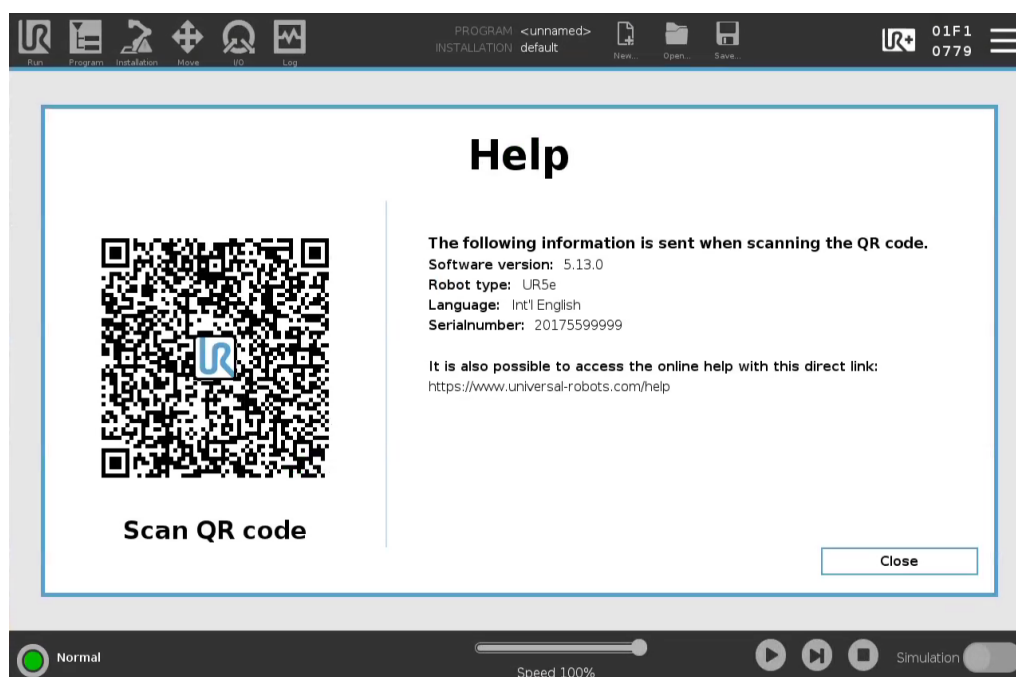 PROGRAM <unnamed>
INSTALLATION default
UR+
01F1
0779
Run Program Installation Move I/O Log New... Open... Save...
Help
The following information is sent when scanning the QR code.
Software version: 5.13.0
Robot type: UR5e
Language: Int'l English
Serialnumber: 20175599999
It is also possible to access the online help with this direct link:
https://www.universal-robots.com/help
UR
Scan QR code
Close
Normal
Speed 100%
Simulation